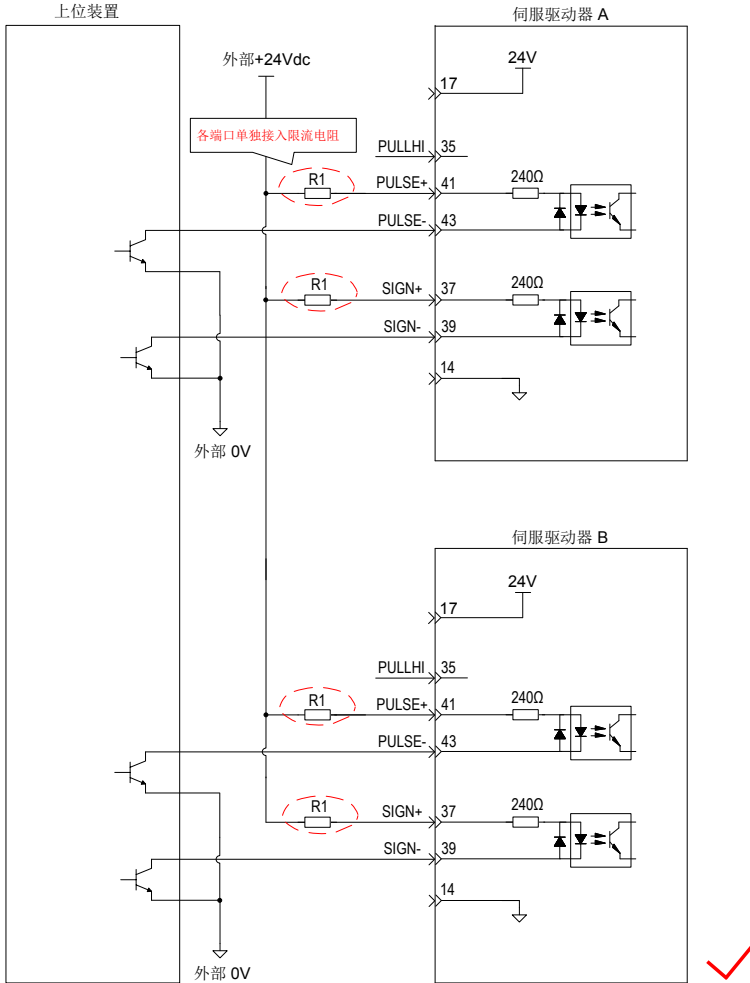 上位装置
伺服驱动器 A
外部+24Vdc
24V
17
各端口单独接入限流电阻
PULLHI 35
R1 PULSE+ 41 240Ω
PULSE- 43
R1 SIGN+ 37 240Ω
SIGN- 39
14
外部 0V
伺服驱动器 B
24V
17
PULLHI 35
R1 PULSE+ 41 240Ω
PULSE- 43
R1 SIGN+ 37 240Ω
SIGN- 39
14
外部 0V